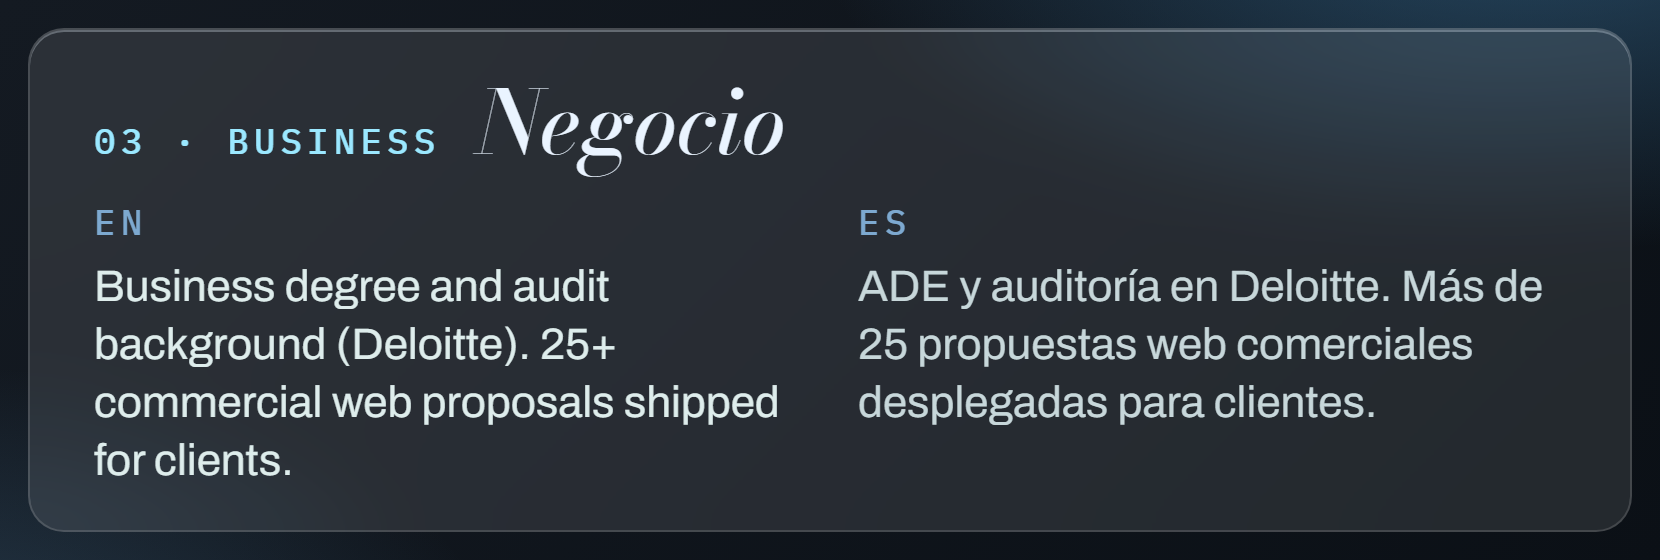 03 · BUSINESS Negocio
EN
Business degree and audit
background (Deloitte). 25+
commercial web proposals shipped
for clients.
ES
ADE y auditoría en Deloitte. Más de
25 propuestas web comerciales
desplegadas para clientes.